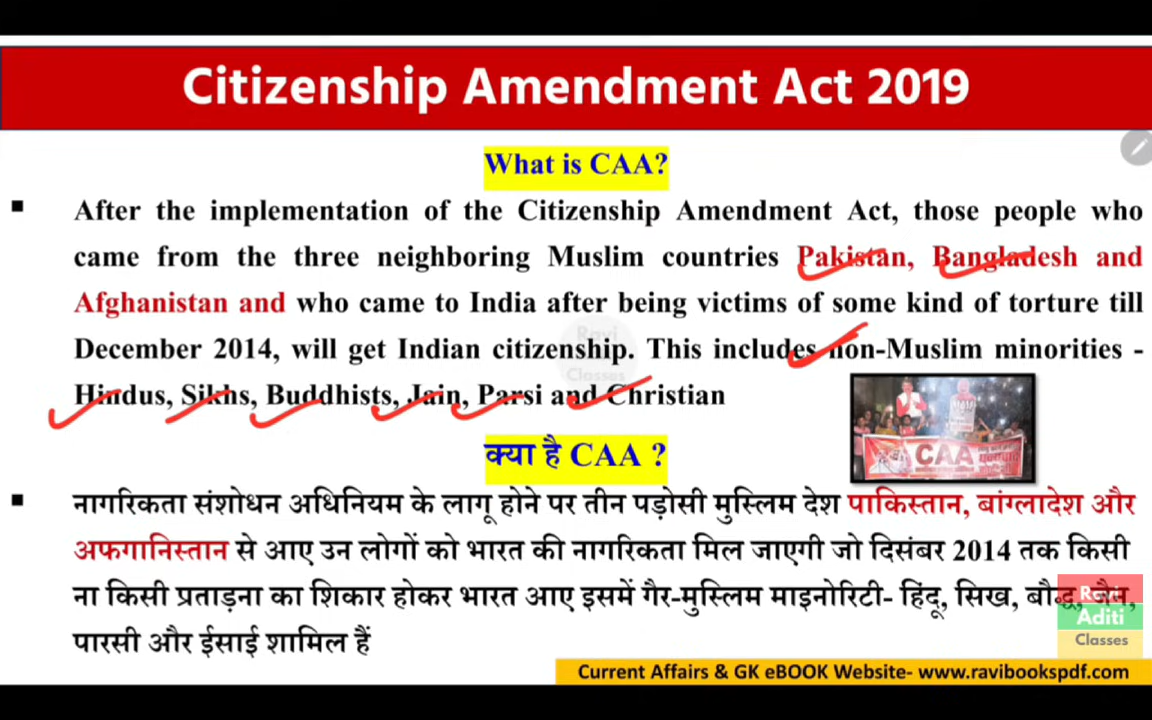 Citizenship Amendment Act 2019
What is CAA?
After the implementation of the Citizenship Amendment Act, those people who
came from the three neighboring Muslim countries Pakistan, Bangladesh and
Afghanistan and who came to India after being victims of some kind of torture till
December 2014, will get Indian citizenship. This includes non-Muslim minorities -
Hindus, Sikhs, Buddhists, Jain, Parsi and Christian
Ravi
Classes
CAA
क्या है CAA ?
नागरिकता संशोधन अधिनियम के लागू होने पर तीन पड़ोसी मुस्लिम देश पाकिस्तान, बांग्लादेश और
अफगानिस्तान से आए उन लोगों को भारत की नागरिकता मिल जाएगी जो दिसंबर 2014 तक किसी
ना किसी प्रताड़ना का शिकार होकर भारत आए इसमें गैर-मुस्लिम माइनोरिटी- हिंदू, सिख, बौद्ध, जैन,
पारसी और ईसाई शामिल हैं
Ravi
Aditi
Classes
Current Affairs & GK eBOOK Website- www.ravibookspdf.com